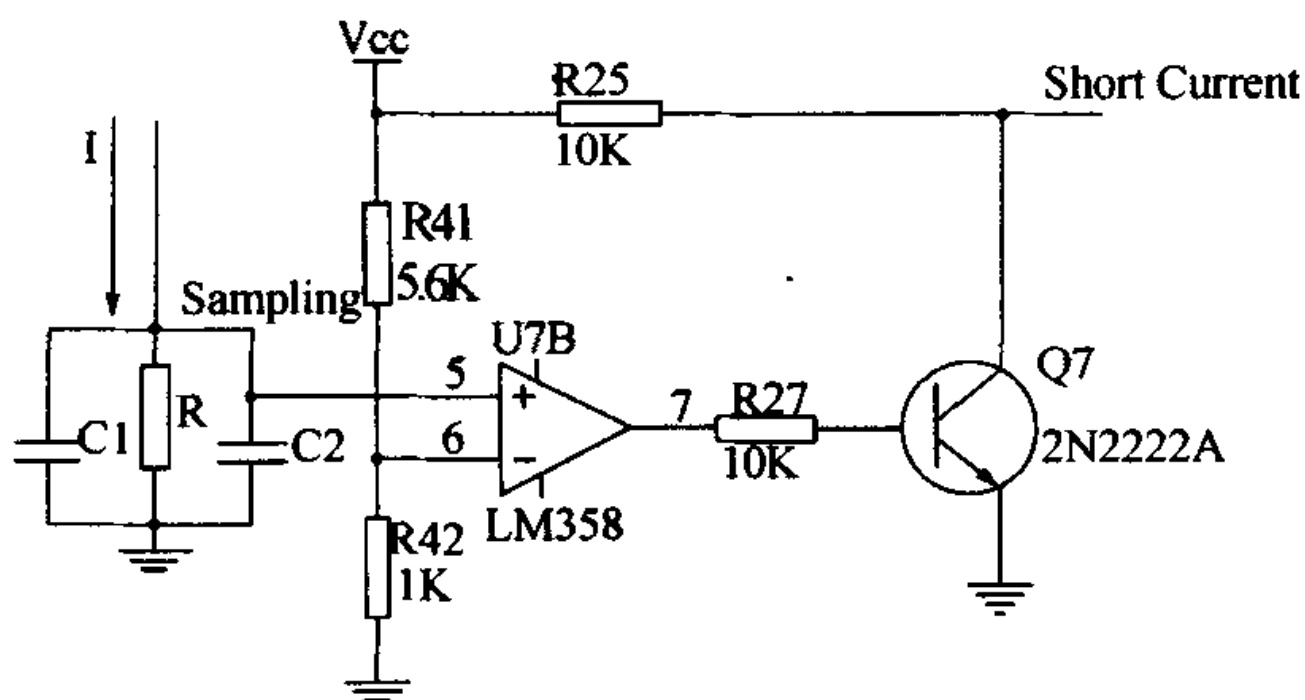 Vcc
R25
10K
Short Current
I
R41
5.6K
Sampling
U7B
5
+
6
−
7
R27
10K
Q7
2N2222A
C1
R
C2
LM358
R42
1K